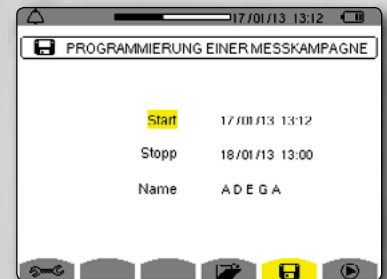 17/01/13 13:12
PROGRAMMIERUNG EINER MESSKAMPAGNE
Start 17/01/13 13:12
Stopp 18/01/13 13:00
Name ADEGA